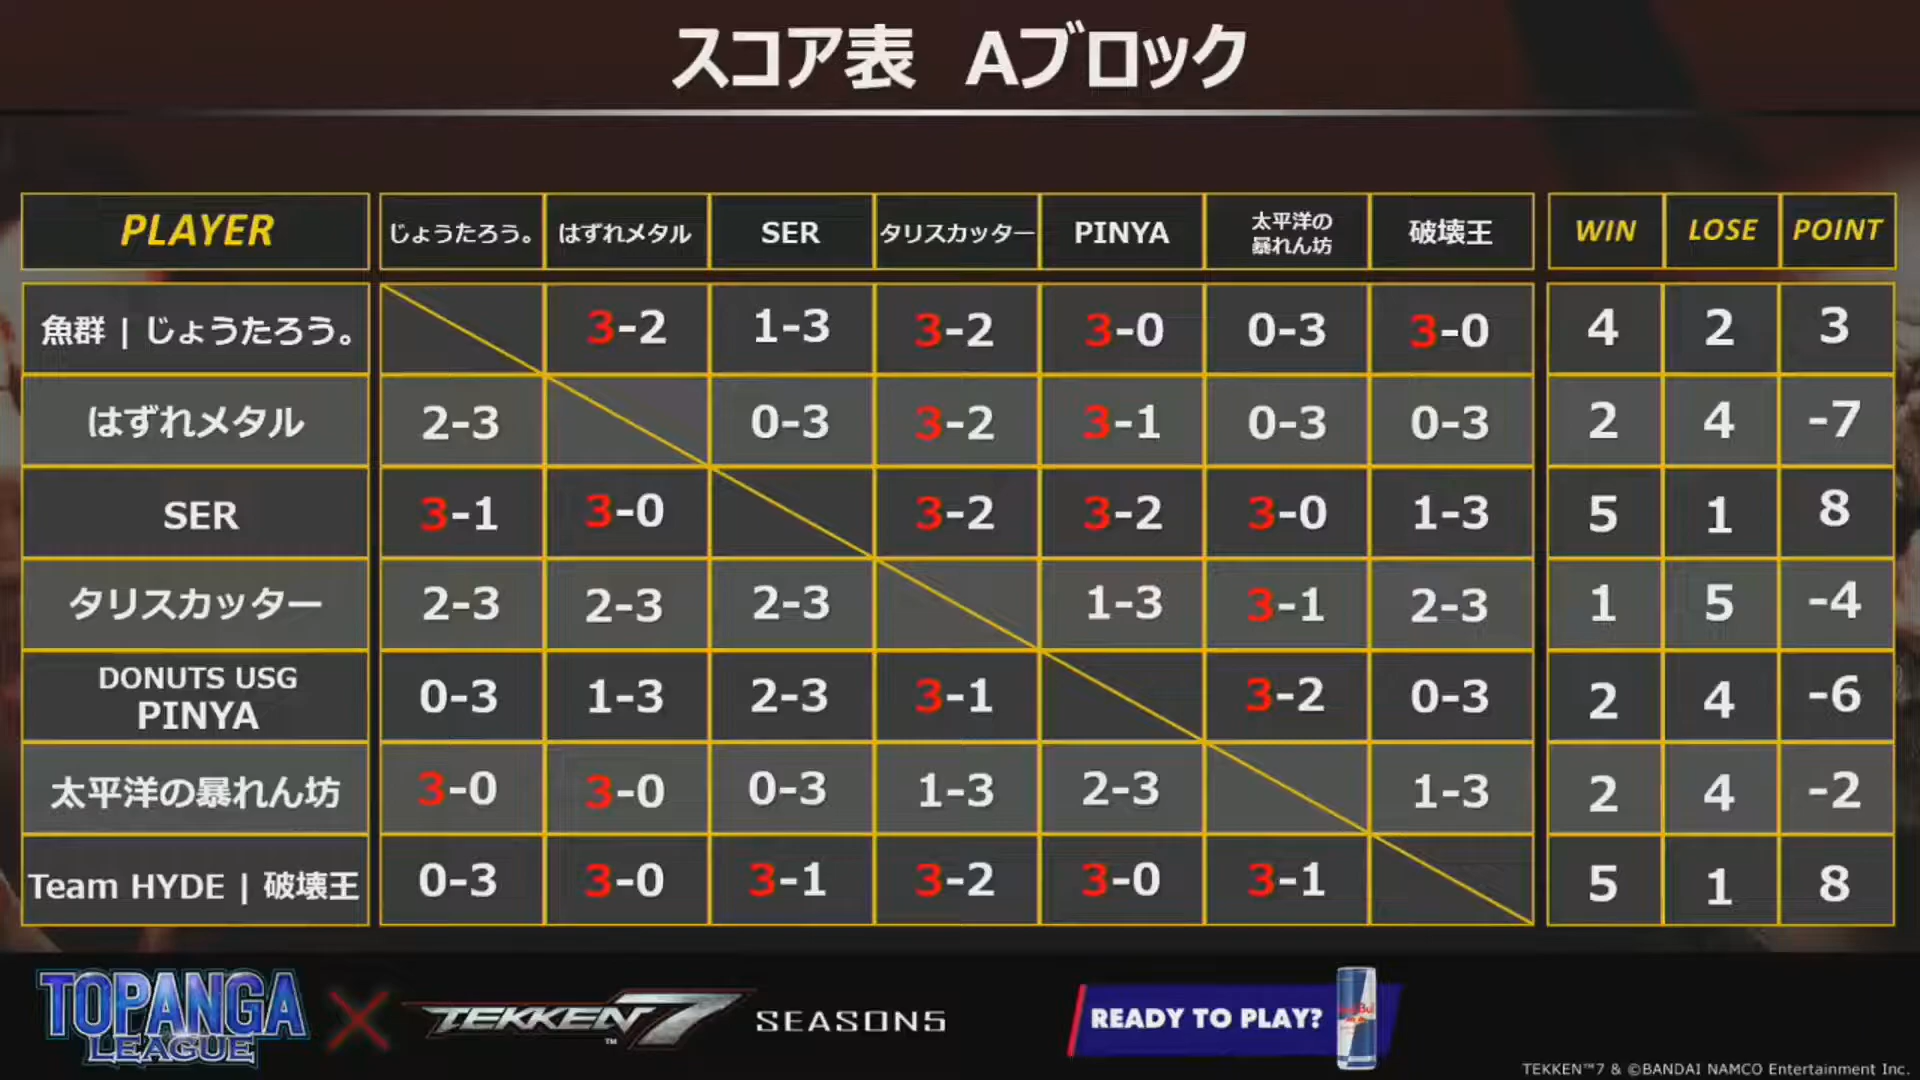 スコア表 Aブロック
PLAYER じょうたろう。 はずれメタル SER タリスカッター PINYA 太平洋の暴れん坊 破壊王 WIN LOSE POINT
魚群 | じょうたろう。 3-2 1-3 3-2 3-0 0-3 3-0 4 2 3
はずれメタル 2-3 0-3 3-2 3-1 0-3 0-3 2 4 -7
SER 3-1 3-0 3-2 3-2 3-0 1-3 5 1 8
タリスカッター 2-3 2-3 2-3 1-3 3-1 2-3 1 5 -4
DONUTS USG
PINYA 0-3 1-3 2-3 3-1 3-2 0-3 2 4 -6
太平洋の暴れん坊 3-0 3-0 0-3 1-3 2-3 1-3 2 4 -2
Team HYDE | 破壊王 0-3 3-0 3-1 3-2 3-0 3-1 5 1 8
TOPANGA
LEAGUE
TEKKEN 7 ™ SEASON5
READY TO PLAY?
Red Bull
TEKKEN™7 & ©BANDAI NAMCO Entertainment Inc.